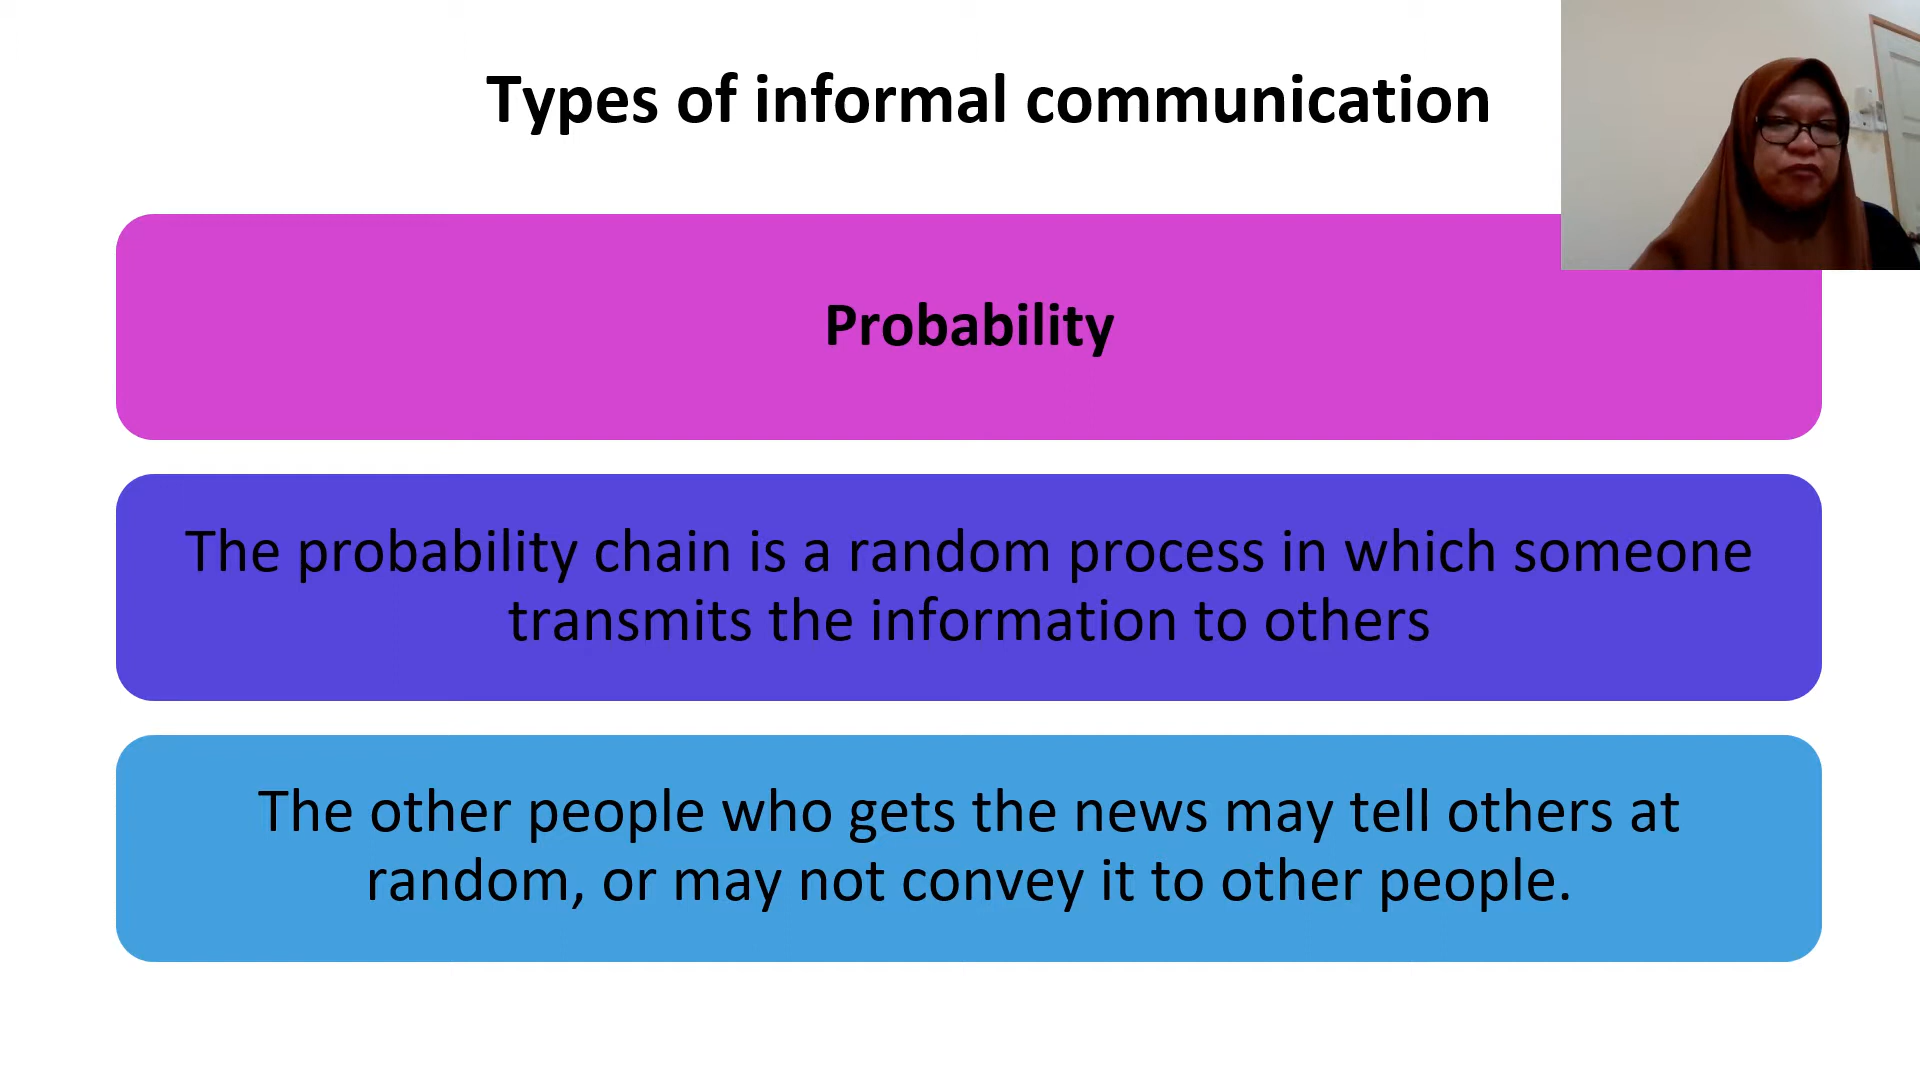 Types of informal communication
Probability
The probability chain is a random process in which someone
transmits the information to others
The other people who gets the news may tell others at
random, or may not convey it to other people.